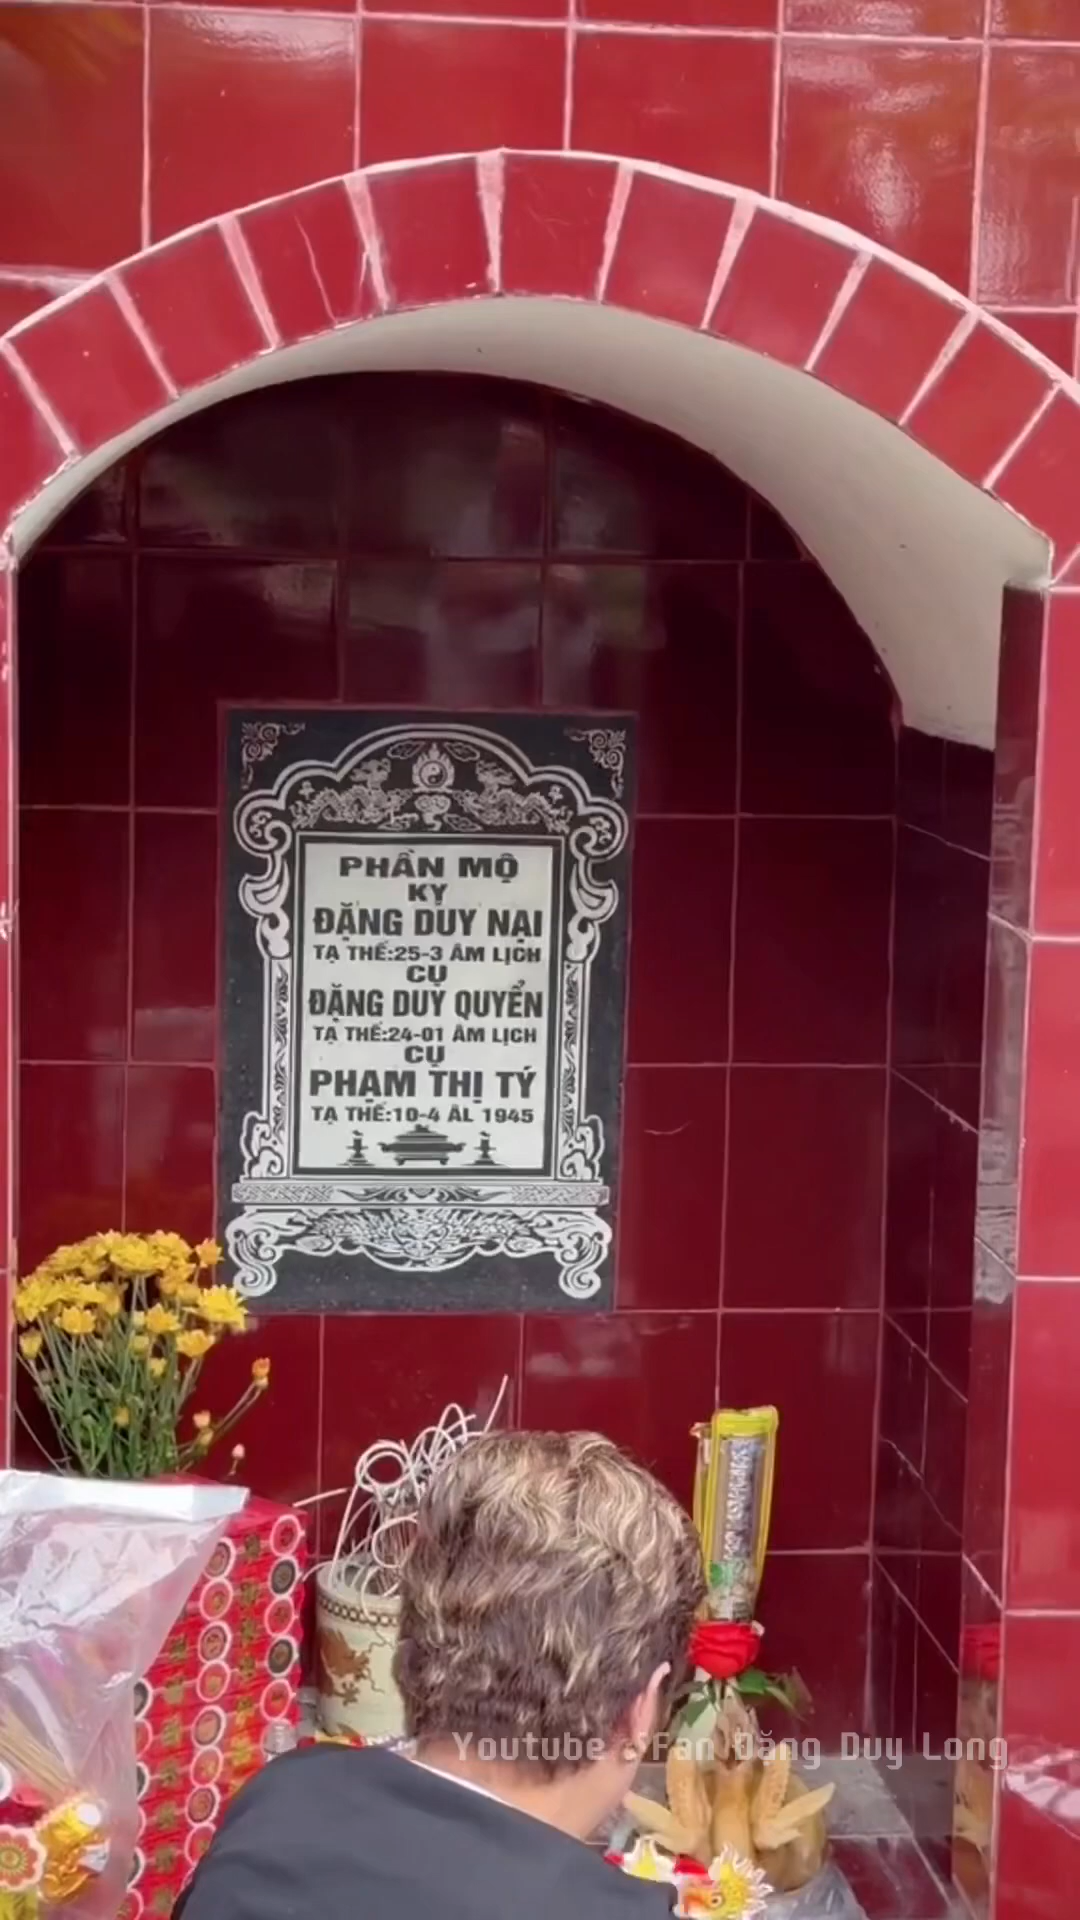 PHẦN MỘ
KỴ
ĐẶNG DUY NẠI
TẠ THẾ:25-3 ÂM LỊCH
CỤ
ĐẶNG DUY QUYỂN
TẠ THẾ:24-01 ÂM LỊCH
CỤ
PHẠM THỊ TÝ
TẠ THẾ:10-4 ÂL 1945
Youtube : Fan Đặng Duy Long